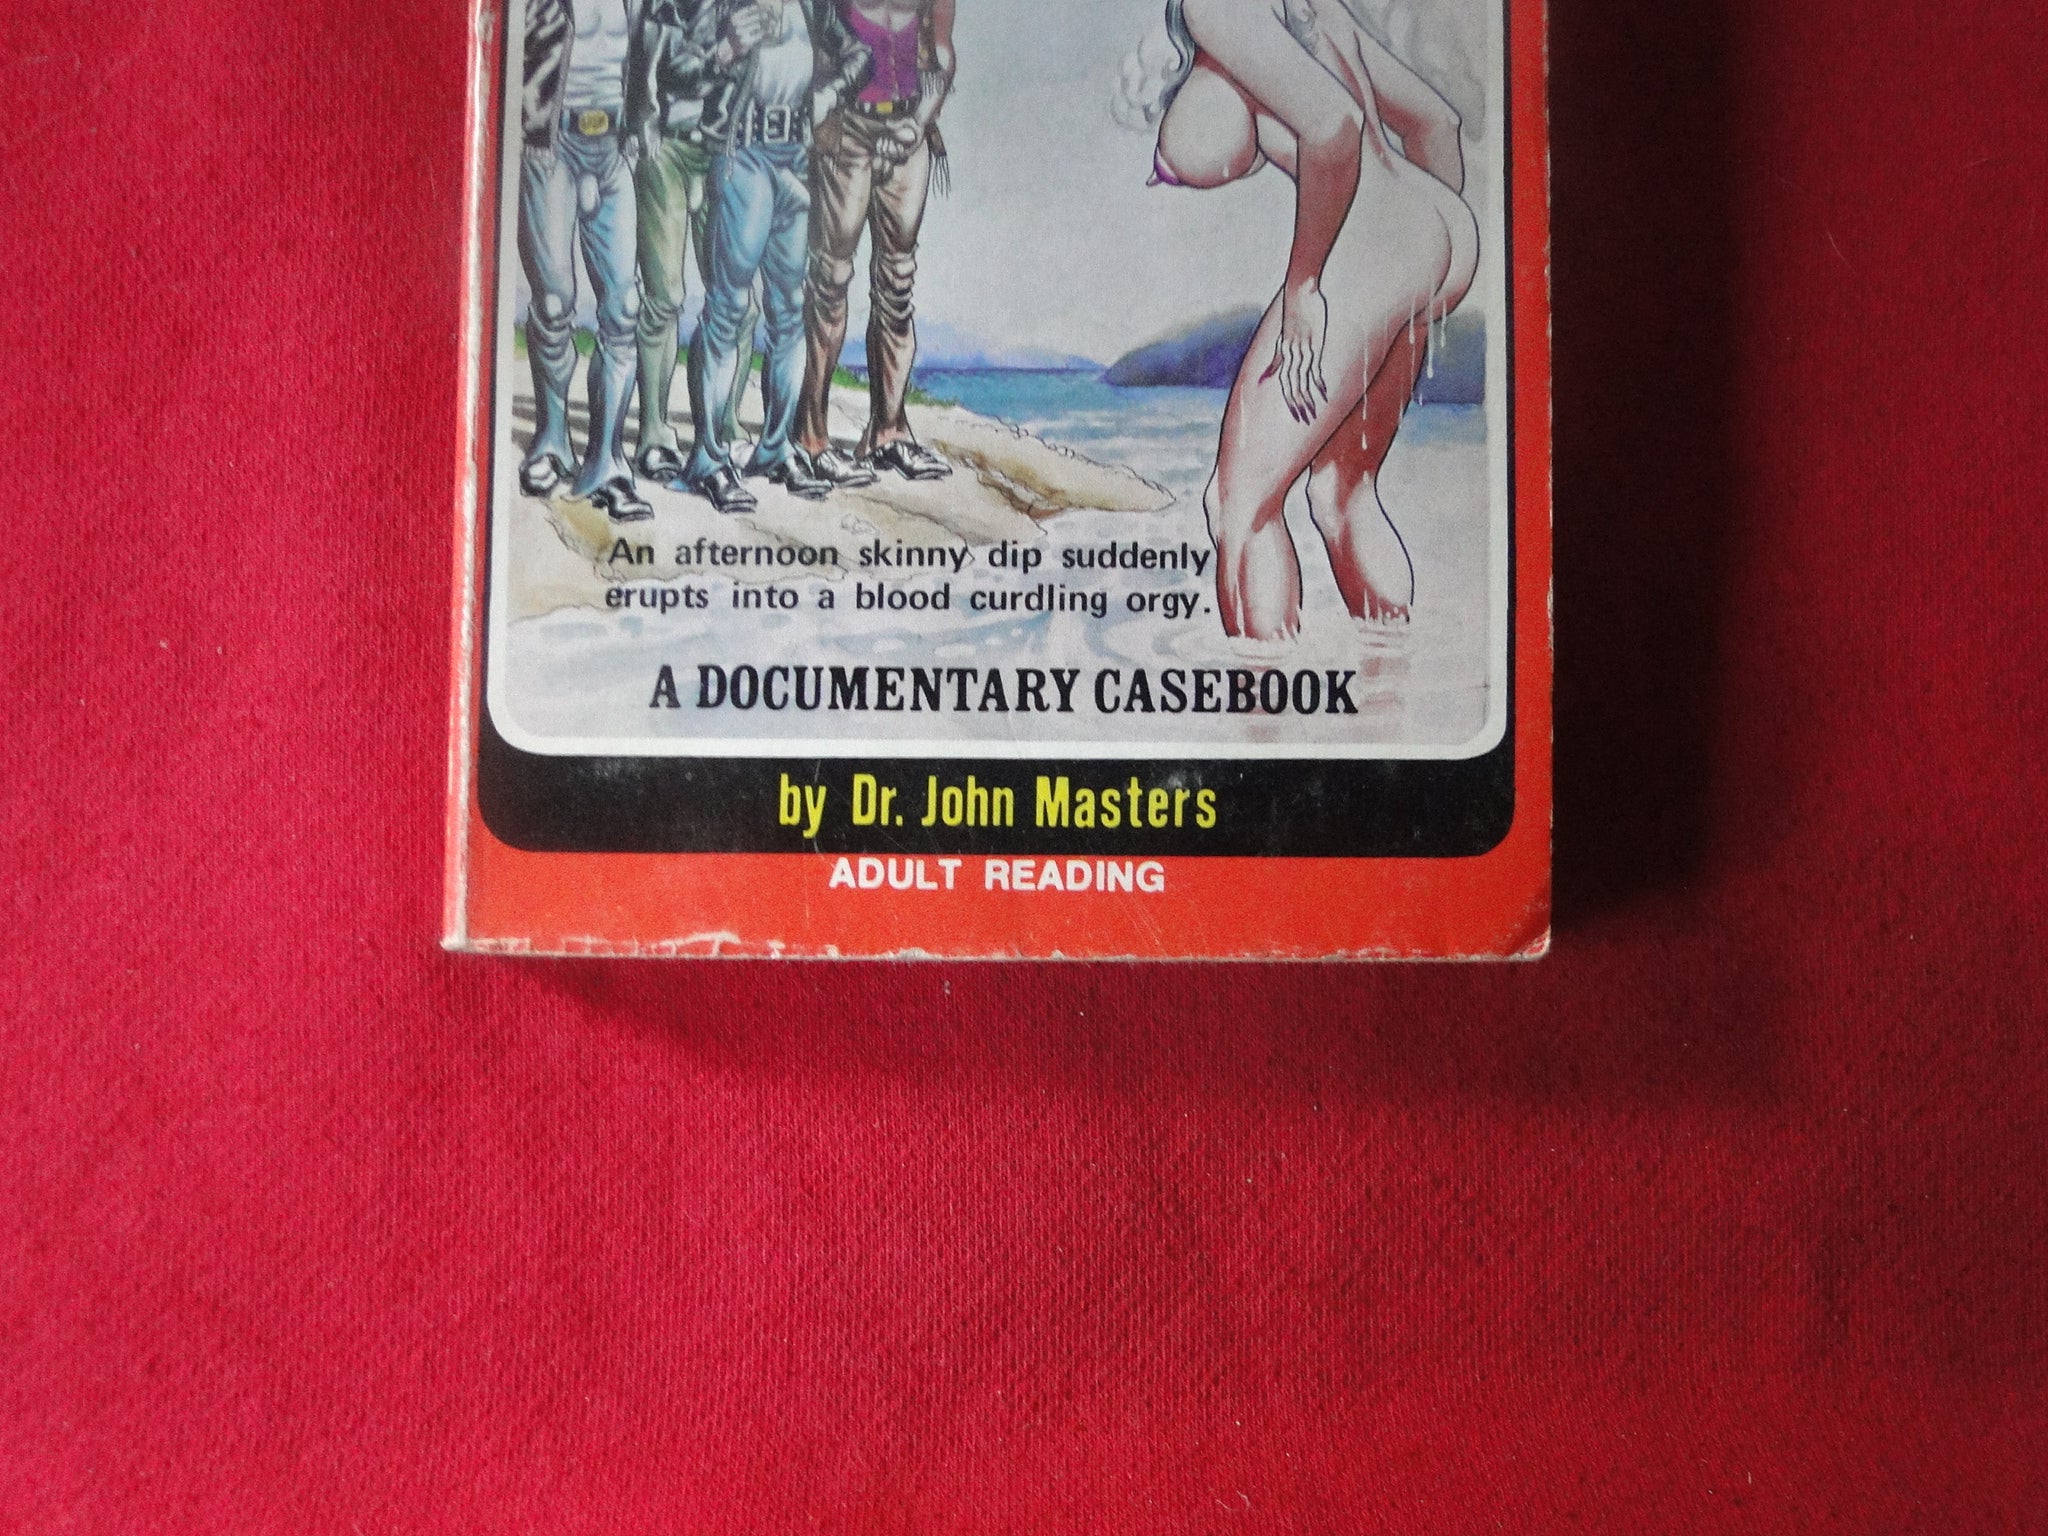 An afternoon skinny dip suddenly
erupts into a blood curdling orgy.
A DOCUMENTARY CASEBOOK
by Dr. John Masters
ADULT READING